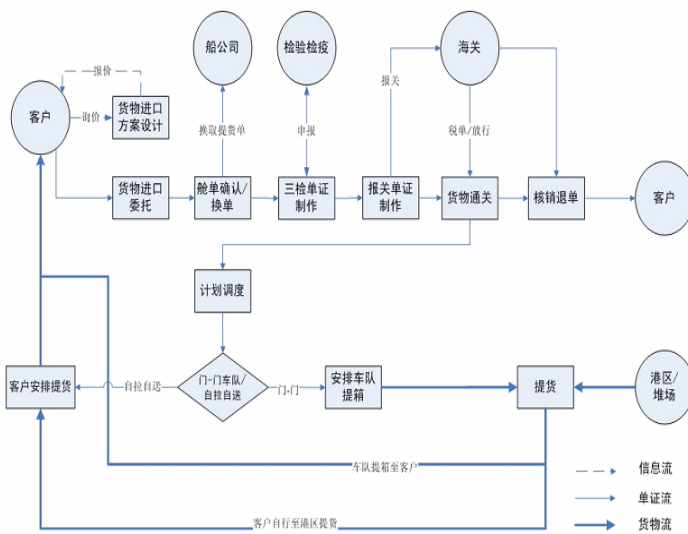 船公司
检验检疫
海关
报价
报关
客户
询价
货物进口
方案设计
换取提货单
申报
税单/放行
货物进口
委托
舱单确认/
换单
三检单证
制作
报关单证
制作
货物通关
核销退单
客户
计划调度
客户安排提货
自拉自送
门-门车队/
自拉自送
门-门
安排车队
提箱
提货
港区/
堆场
车队提箱至客户
信息流
单证流
客户自行至港区提货
货物流